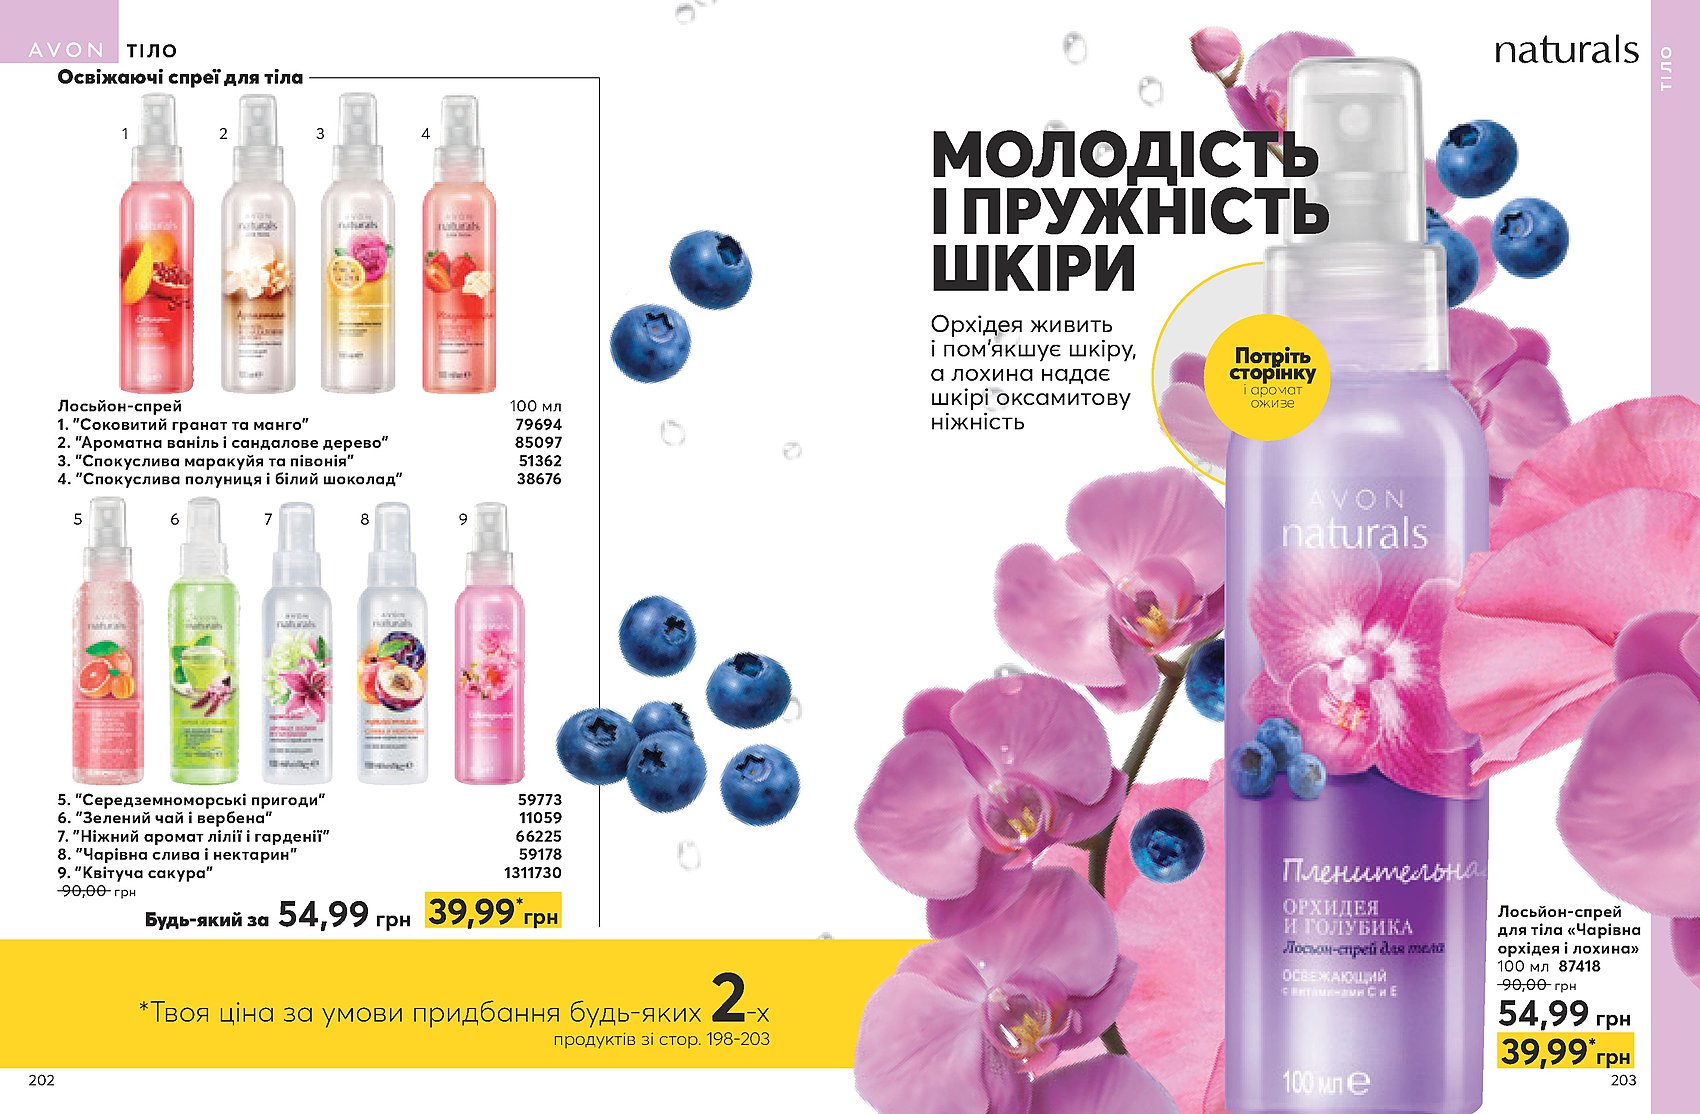 AVON ТІЛО
Освіжаючі спреї для тіла
1 2 3 4
Лосьйон-спрей 100 мл
1. "Соковитий гранат та манго" 79694
2. "Ароматна ваніль і сандалове дерево" 85097
3. "Спокуслива маракуйя та півонія" 51362
4. "Спокуслива полуниця і білий шоколад" 38676
5 6 7 8 9
5. "Середземноморські пригоди" 59773
6. "Зелений чай і вербена" 11059
7. "Ніжний аромат лілії і гарденії" 66225
8. "Чарівна слива і нектарин" 59178
9. "Квітуча сакура" 1311730
90,00 грн
Будь-який за 54,99 грн 39,99* грн
*Твоя ціна за умови придбання будь-яких 2-х
продуктів зі стор. 198-203
202
naturals
ТІЛО
МОЛОДІСТЬ
І ПРУЖНІСТЬ
ШКІРИ
Орхідея живить
і пом'якшує шкіру,
а лохина надає
шкірі оксамитову
ніжність
Потріть
сторінку
і аромат
оживе
AVON
naturals
Пленительная
ОРХИДЕЯ
И ГОЛУБИКА
Лосьон-спрей для тела
ОСВЕЖАЮЩИЙ
с витаминами С и Е
100 мл e
Лосьйон-спрей
для тіла «Чарівна
орхідея і лохина»
100 мл 87418
90,00 грн
54,99 грн
39,99* грн
203